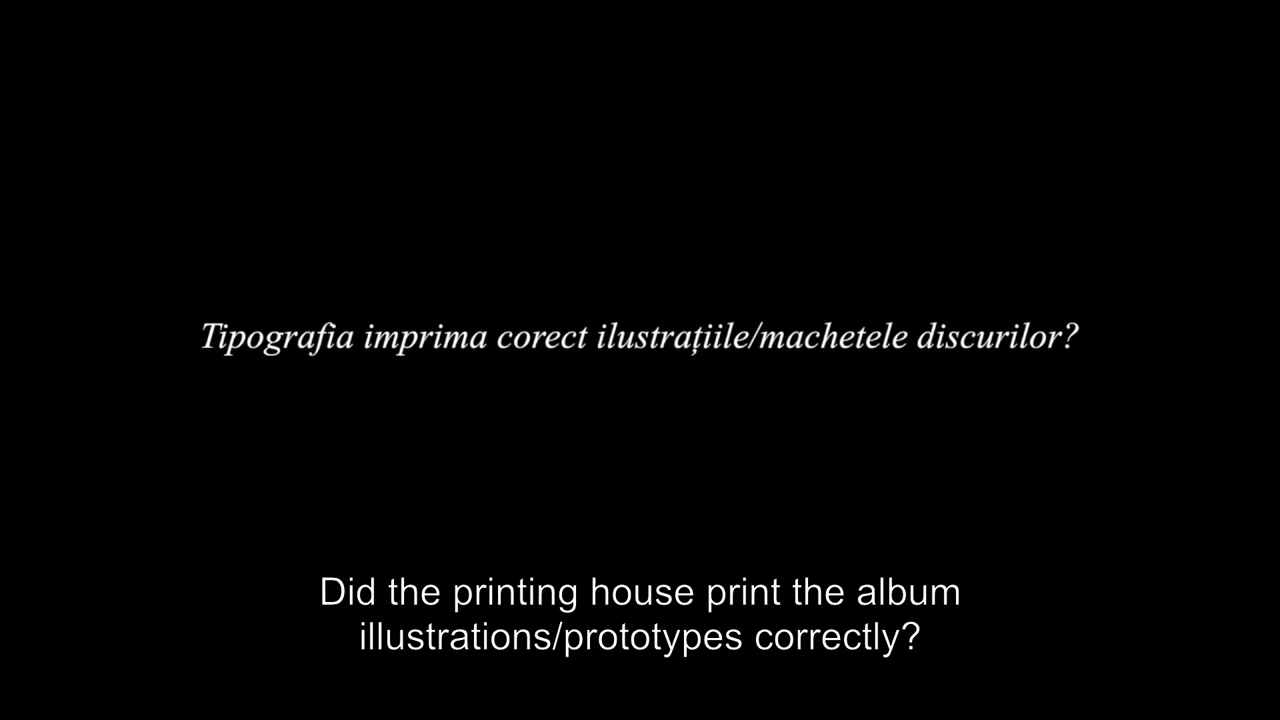 Tipografia imprima corect ilustrațiile/machetele discurilor?
Did the printing house print the album
illustrations/prototypes correctly?